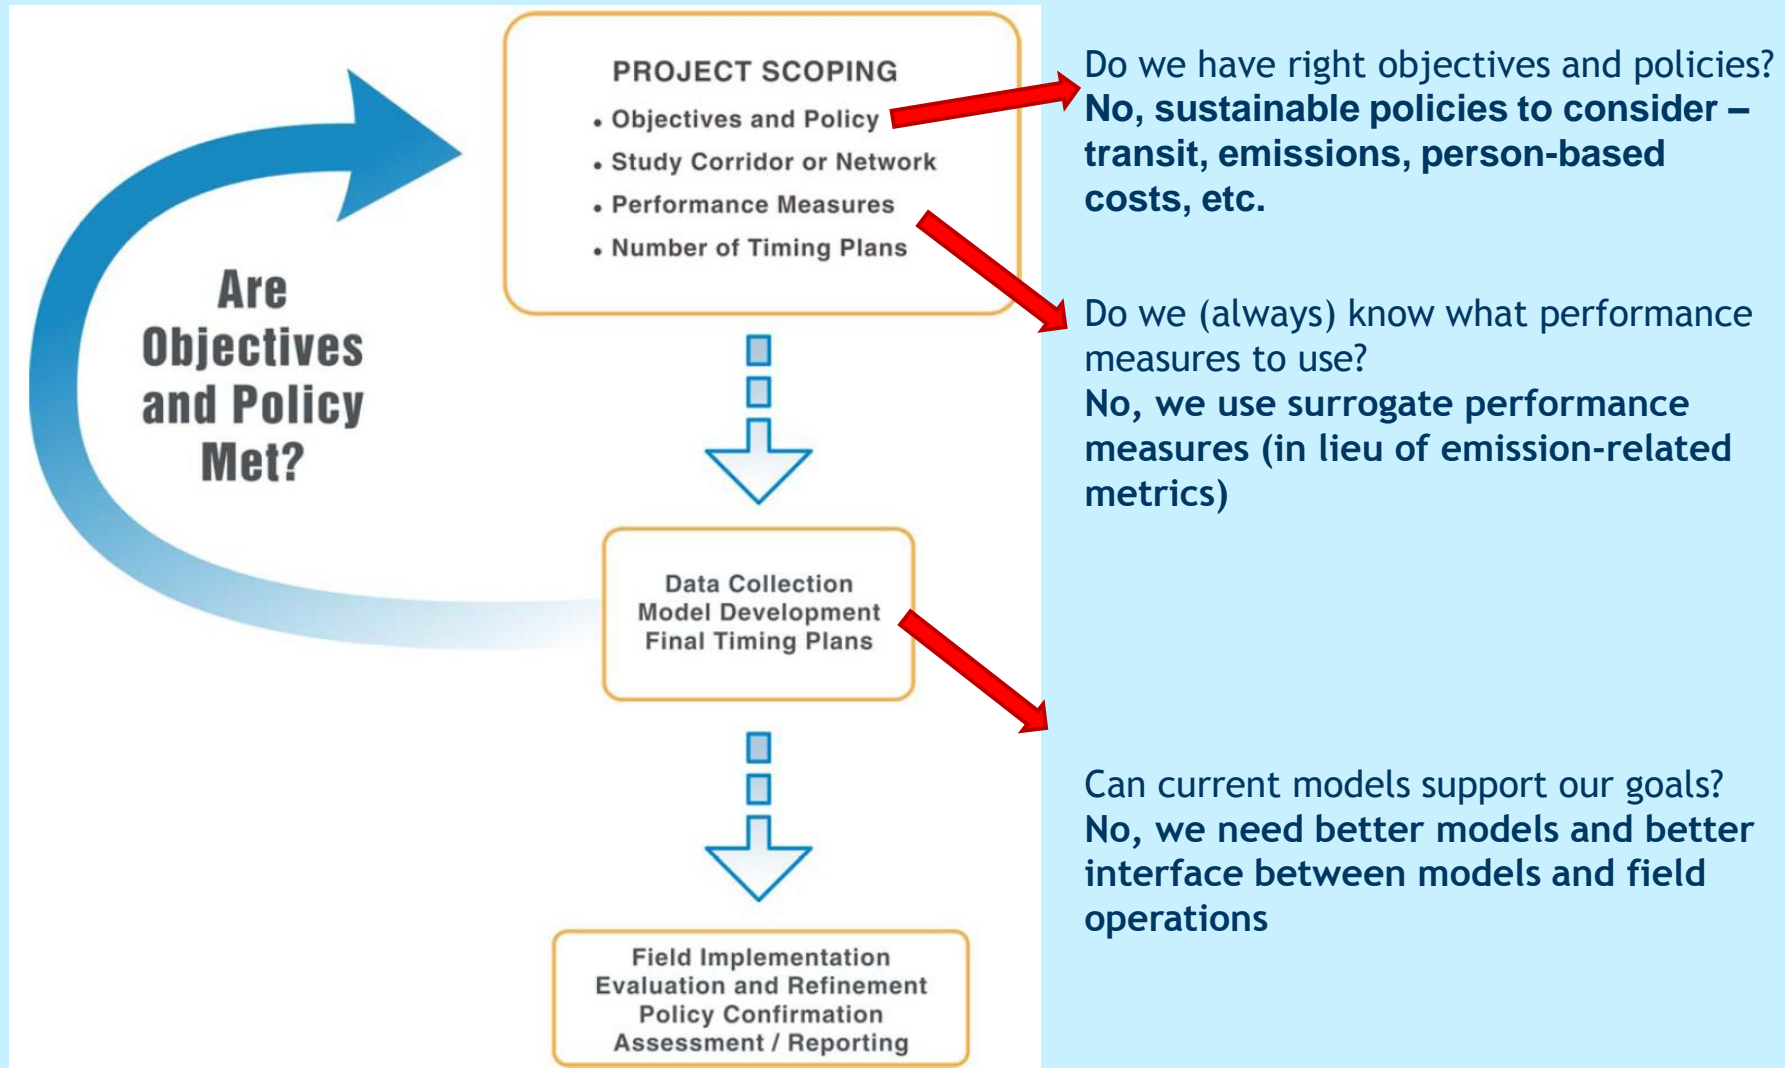 PROJECT SCOPING
• Objectives and Policy
• Study Corridor or Network
• Performance Measures
• Number of Timing Plans
Are
Objectives
and Policy
Met?
Data Collection
Model Development
Final Timing Plans
Field Implementation
Evaluation and Refinement
Policy Confirmation
Assessment / Reporting
Do we have right objectives and policies?
No, sustainable policies to consider –
transit, emissions, person-based
costs, etc.
Do we (always) know what performance
measures to use?
No, we use surrogate performance
measures (in lieu of emission-related
metrics)
Can current models support our goals?
No, we need better models and better
interface between models and field
operations